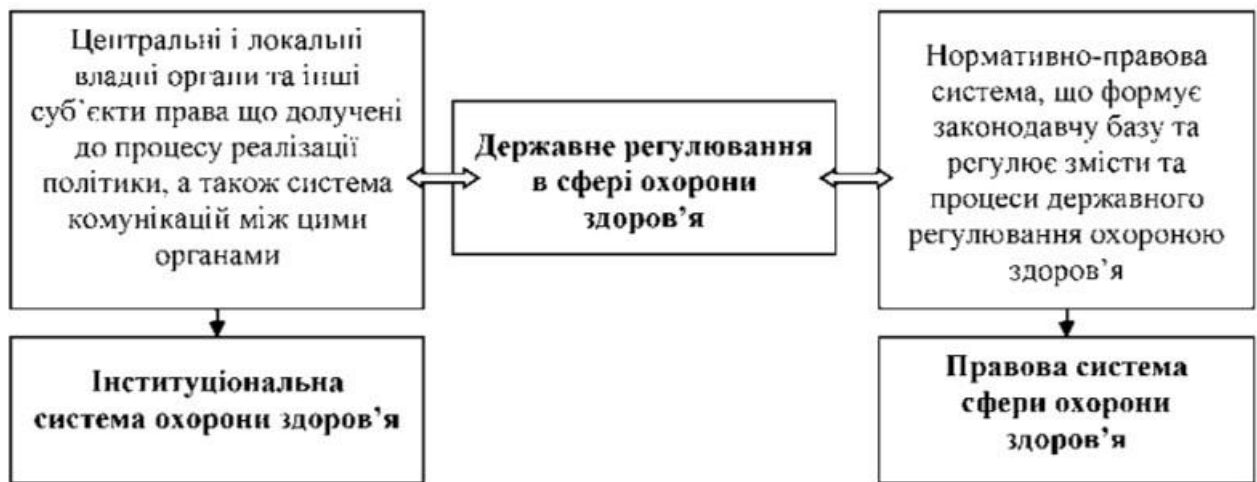 Центральні і локальні
владні органи та інші
суб`єкти права що долучені
до процесу реалізації
політики, а також система
комунікацій між цими
органами
Державне регулювання
в сфері охорони
здоров’я
Нормативно-правова
система, що формує
законодавчу базу та
регулює змісти та
процеси державного
регулювання охороною
здоров’я
Інституціональна
система охорони здоров’я
Правова система
сфери охорони
здоров’я